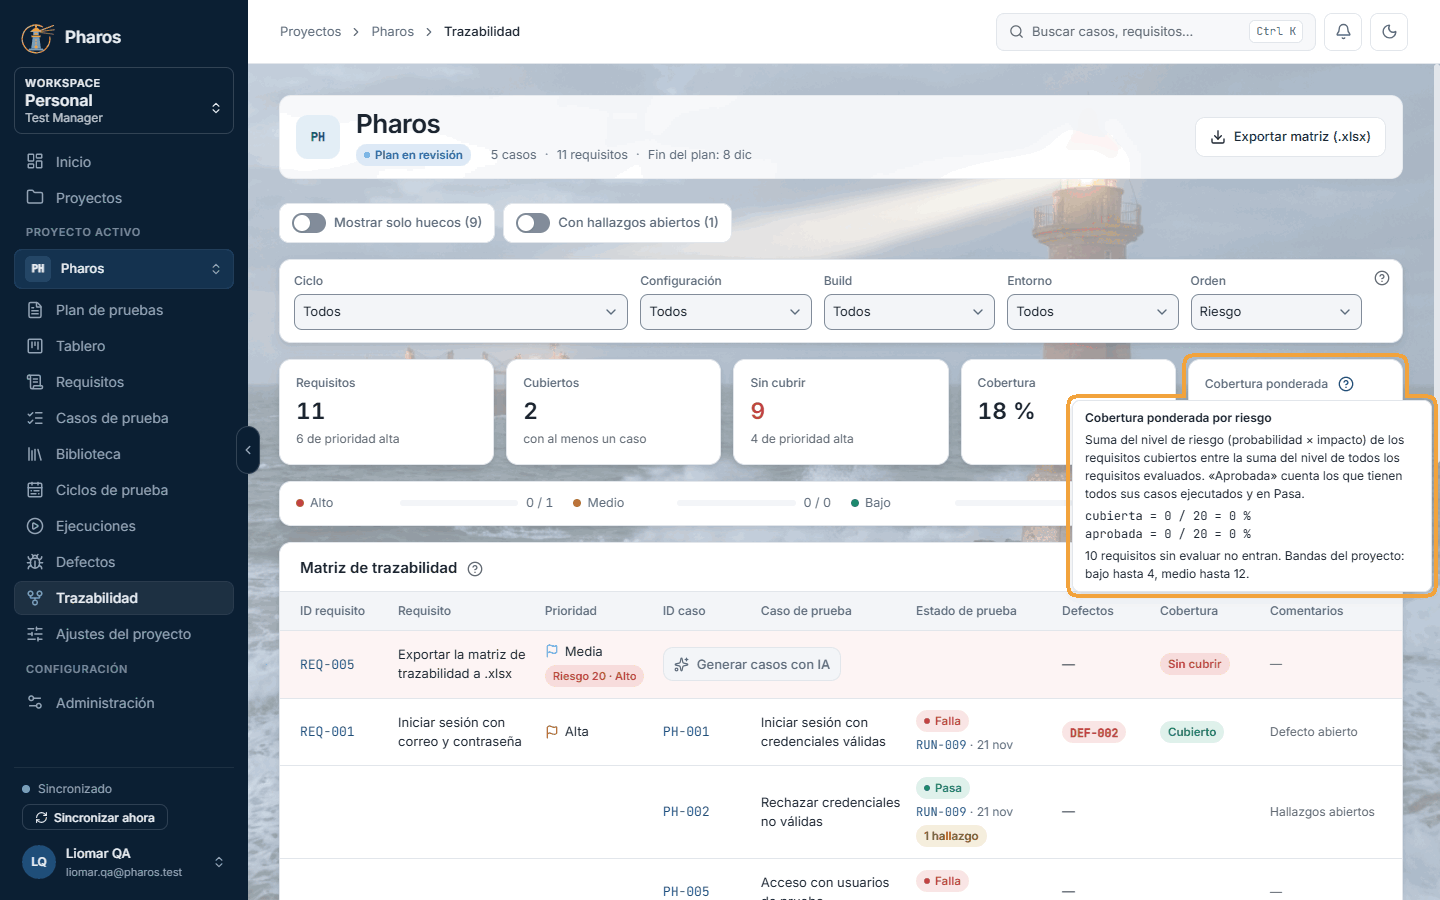 Pharos
WORKSPACE
Personal
Test Manager
Inicio
Proyectos
PROYECTO ACTIVO
PH Pharos
Plan de pruebas
Tablero
Requisitos
Casos de prueba
Biblioteca
Ciclos de prueba
Ejecuciones
Defectos
Trazabilidad
Ajustes del proyecto
CONFIGURACIÓN
Administración
Sincronizado
Sincronizar ahora
LQ Liomar QA
liomar.qa@pharos.test
Proyectos > Pharos > Trazabilidad
Buscar casos, requisitos... Ctrl K
PH Pharos
Plan en revisión 5 casos · 11 requisitos · Fin del plan: 8 dic
Exportar matriz (.xlsx)
Mostrar solo huecos (9) Con hallazgos abiertos (1)
Ciclo Configuración Build Entorno Orden
Todos Todos Todos Todos Riesgo
Requisitos
11
6 de prioridad alta
Cubiertos
2
con al menos un caso
Sin cubrir
9
4 de prioridad alta
Cobertura
18 %
Cobertura ponderada
Cobertura ponderada por riesgo
Suma del nivel de riesgo (probabilidad × impacto) de los
requisitos cubiertos entre la suma del nivel de todos los
requisitos evaluados. «Aprobada» cuenta los que tienen
todos sus casos ejecutados y en Pasa.
cubierta = 0 / 20 = 0 %
aprobada = 0 / 20 = 0 %
10 requisitos sin evaluar no entran. Bandas del proyecto:
bajo hasta 4, medio hasta 12.
Alto 0 / 1 Medio 0 / 0 Bajo
Matriz de trazabilidad
ID requisito Requisito Prioridad ID caso Caso de prueba Estado de prueba Defectos Cobertura Comentarios
REQ-005 Exportar la matriz de trazabilidad a .xlsx Media Riesgo 20 · Alto Generar casos con IA — Sin cubrir —
REQ-001 Iniciar sesión con correo y contraseña Alta PH-001 Iniciar sesión con credenciales válidas Falla RUN-009 · 21 nov DEF-002 Cubierto Defecto abierto
PH-002 Rechazar credenciales no válidas Pasa RUN-009 · 21 nov 1 hallazgo — Hallazgos abiertos
PH-005 Acceso con usuarios Falla — —